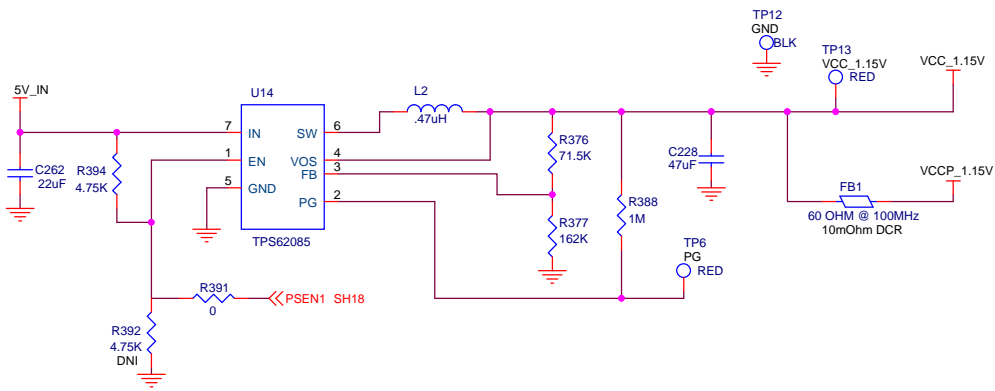 TP12
GND
BLK
TP13
VCC_1.15V
RED
VCC_1.15V
5V_IN
U14
L2
.47uH
7 IN
SW 6
1 EN
VOS 4
FB 3
5 GND
PG 2
TPS62085
C262
22uF
R394
4.75K
R376
71.5K
R377
162K
R388
1M
C228
47uF
VCCP_1.15V
FB1
60 OHM @ 100MHz
10mOhm DCR
TP6
PG
RED
R391
0
PSEN1 SH18
R392
4.75K
DNI